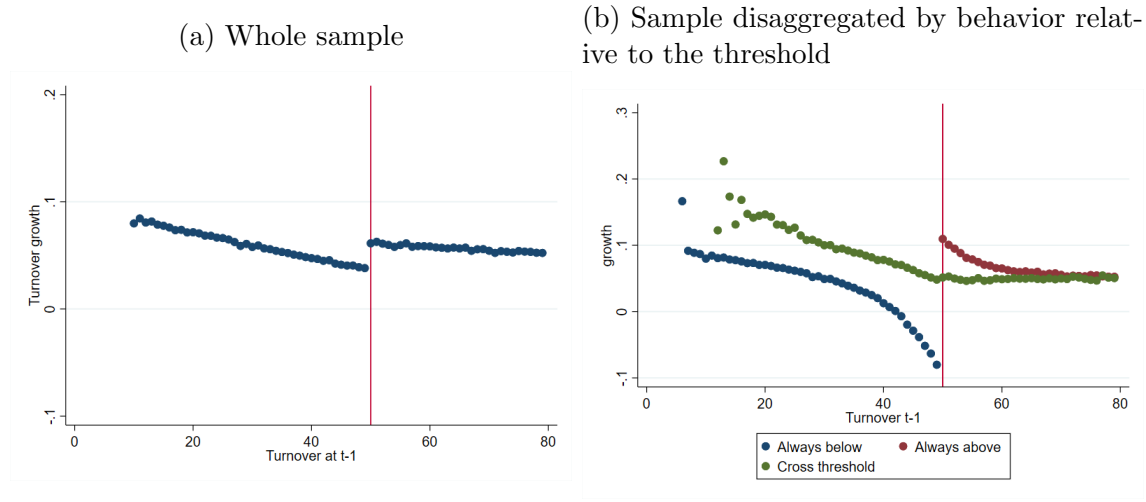 (a) Whole sample
(b) Sample disaggregated by behavior relat-
ive to the threshold
Turnover growth
.2
.1
0
-.1
0 20 40 60 80
Turnover at t-1
growth
.3
.2
.1
0
-.1
0 20 40 60 80
Turnover t-1
Always below Always above
Cross threshold